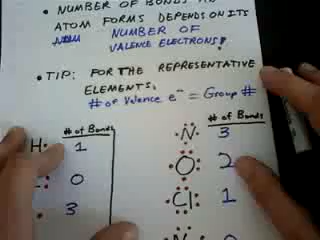 • NUMBER OF BONDS AN
ATOM FORMS DEPENDS ON ITS
NUMBER OF
VALENCE ELECTRONS!
• TIP: FOR THE REPRESENTATIVE
ELEMENTS,
# of Valence e⁻ = Group #
# of Bonds
H 1
0
3
# of Bonds
N 3
O 2
Cl 1